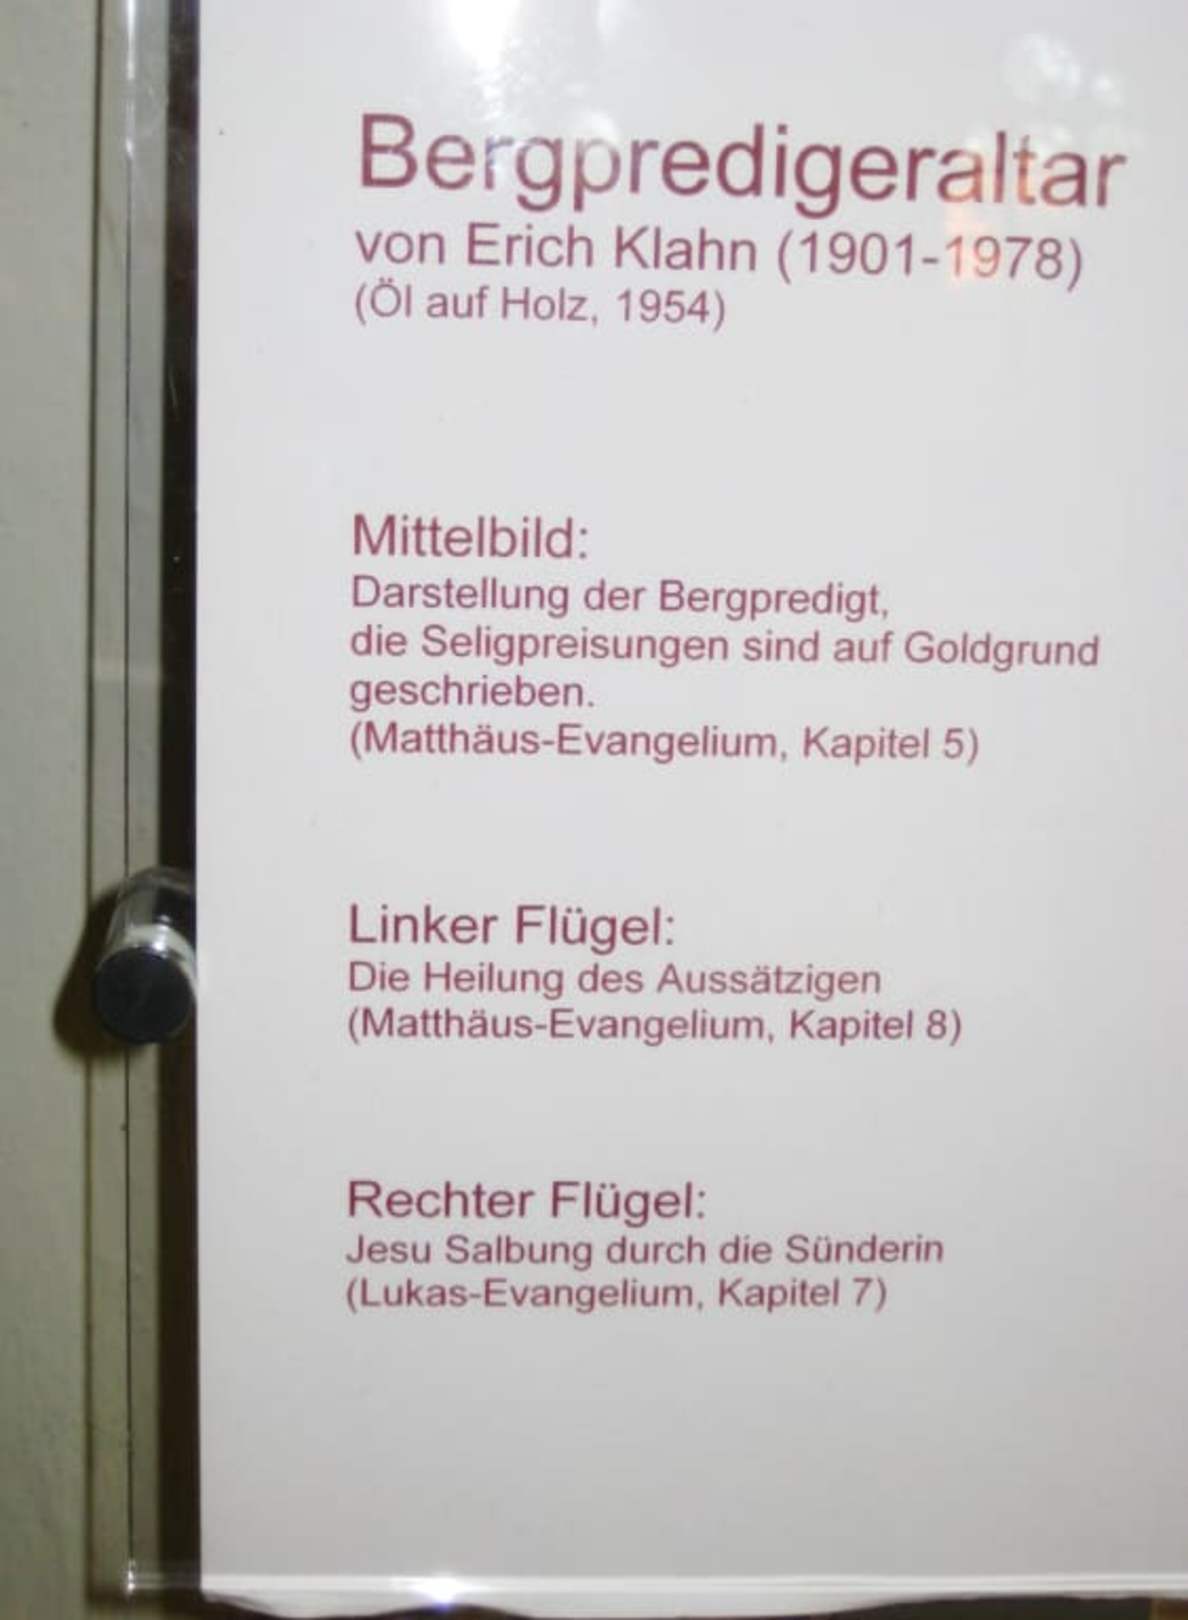 Bergpredigeraltar
von Erich Klahn (1901-1978)
(Öl auf Holz, 1954)
Mittelbild:
Darstellung der Bergpredigt,
die Seligpreisungen sind auf Goldgrund
geschrieben.
(Matthäus-Evangelium, Kapitel 5)
Linker Flügel:
Die Heilung des Aussätzigen
(Matthäus-Evangelium, Kapitel 8)
Rechter Flügel:
Jesu Salbung durch die Sünderin
(Lukas-Evangelium, Kapitel 7)